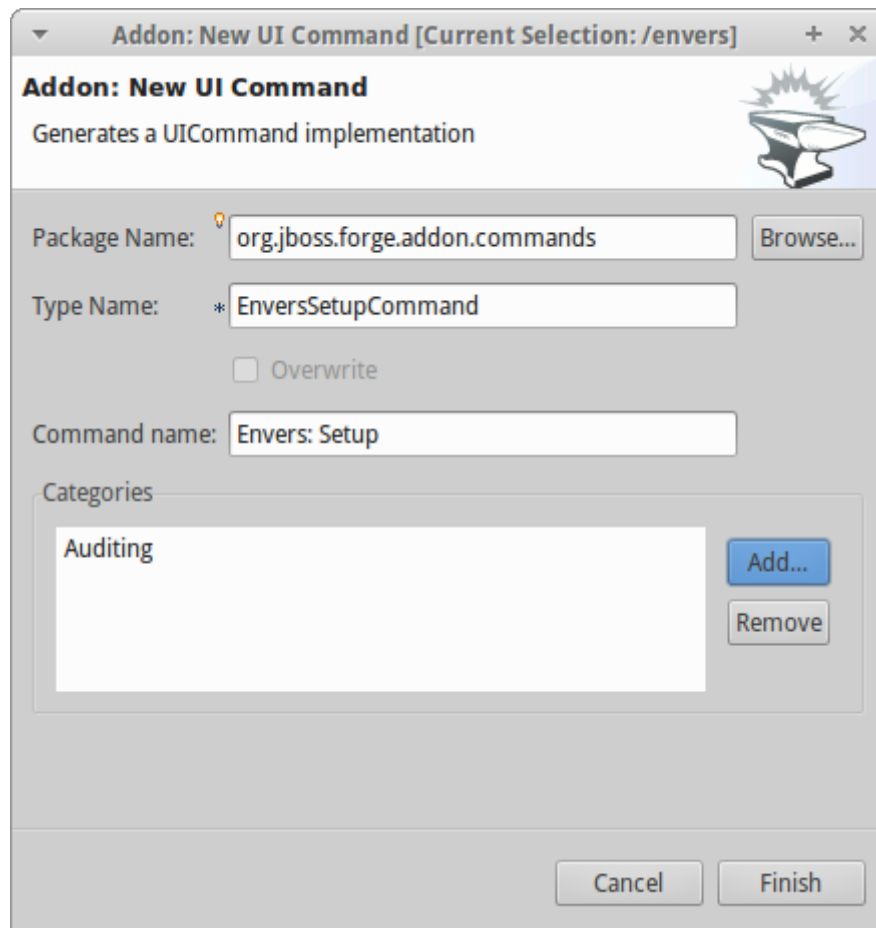 Addon: New UI Command [Current Selection: /envers]
Addon: New UI Command
Generates a UICommand implementation
Package Name: org.jboss.forge.addon.commands Browse...
Type Name: * EnversSetupCommand
Overwrite
Command name: Envers: Setup
Categories
Auditing
Add...
Remove
Cancel Finish